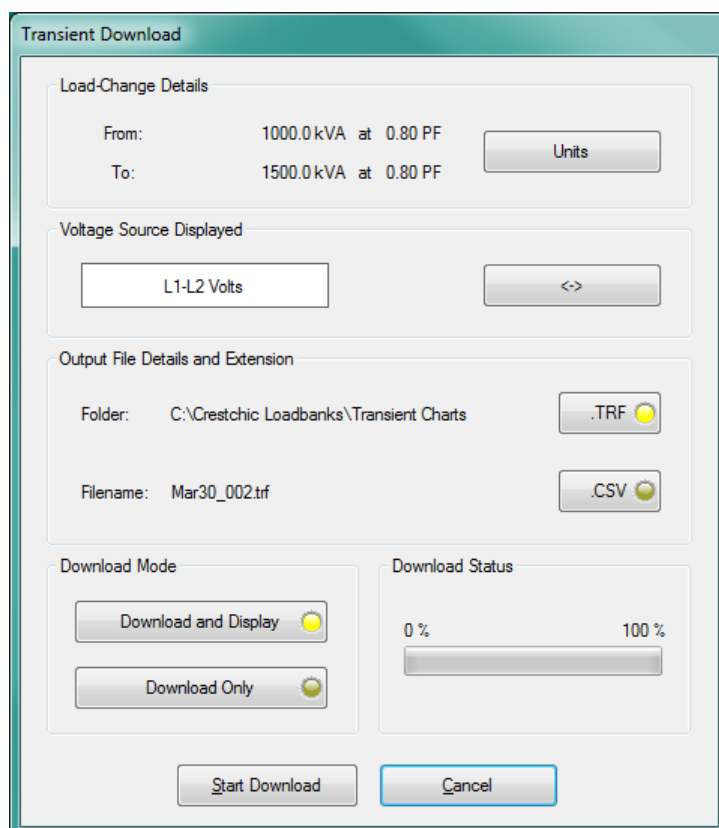 Transient Download
Load-Change Details
From: 1000.0 kVA at 0.80 PF
To: 1500.0 kVA at 0.80 PF
Units
Voltage Source Displayed
L1-L2 Volts
<->
Output File Details and Extension
Folder: C:\Crestchic Loadbanks\Transient Charts
.TRF
Filename: Mar30_002.trf
.CSV
Download Mode
Download and Display
Download Only
Download Status
0 % 100 %
Start Download
Cancel